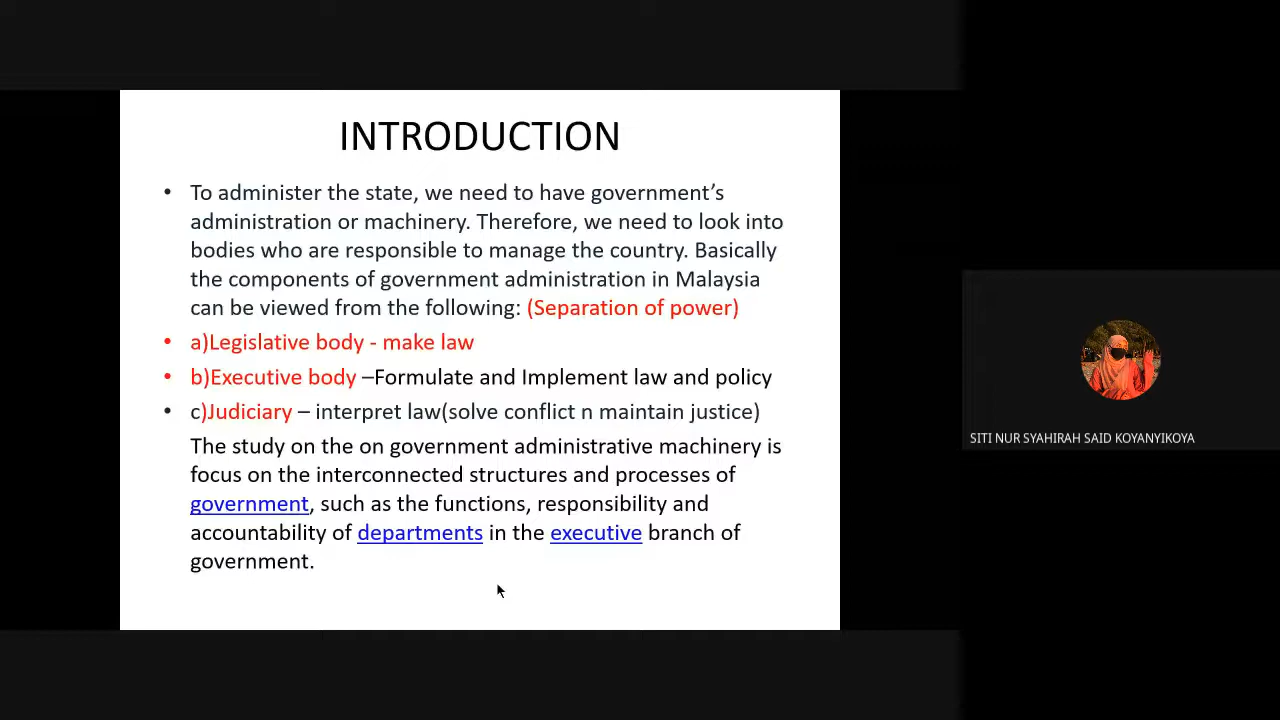 INTRODUCTION
• To administer the state, we need to have government’s
administration or machinery. Therefore, we need to look into
bodies who are responsible to manage the country. Basically
the components of government administration in Malaysia
can be viewed from the following: (Separation of power)
• a)Legislative body - make law
• b)Executive body –Formulate and Implement law and policy
• c)Judiciary – interpret law(solve conflict n maintain justice)
The study on the on government administrative machinery is
focus on the interconnected structures and processes of
government, such as the functions, responsibility and
accountability of departments in the executive branch of
government.
SITI NUR SYAHIRAH SAID KOYANYIKOYA